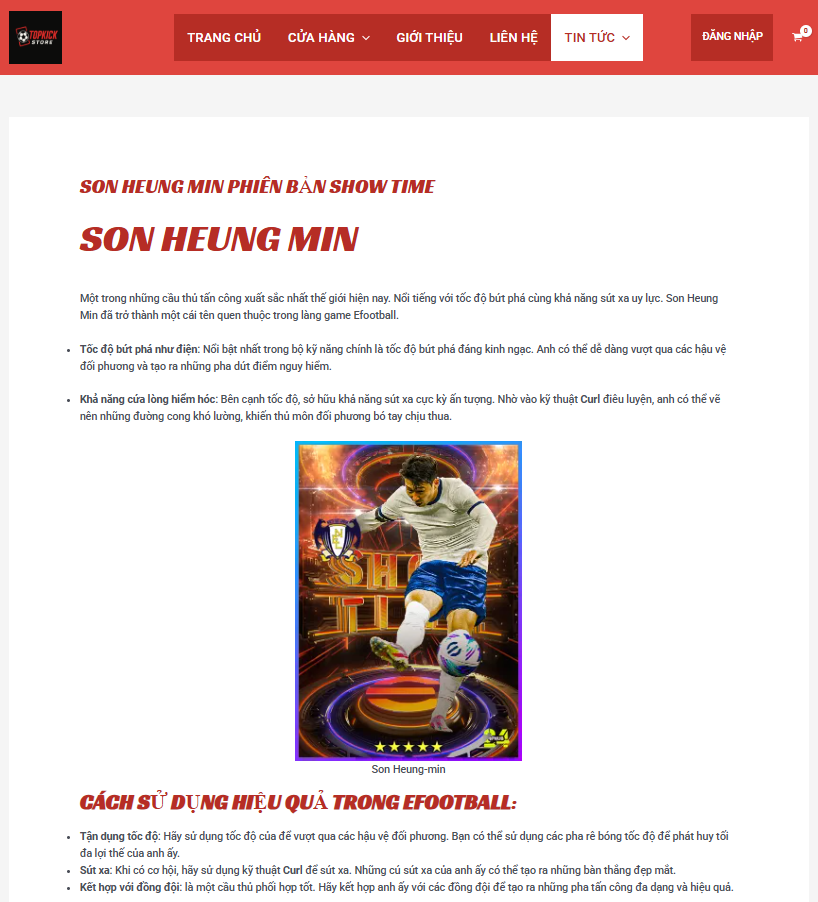 TOPKICK
STORE
TRANG CHỦ
CỬA HÀNG
GIỚI THIỆU
LIÊN HỆ
TIN TỨC
ĐĂNG NHẬP
0
SON HEUNG MIN PHIÊN BẢN SHOW TIME
SON HEUNG MIN
Một trong những cầu thủ tấn công xuất sắc nhất thế giới hiện nay. Nổi tiếng với tốc độ bứt phá cùng khả năng sút xa uy lực. Son Heung
Min đã trở thành một cái tên quen thuộc trong làng game Efootball.
Tốc độ bứt phá như điện: Nổi bật nhất trong bộ kỹ năng chính là tốc độ bứt phá đáng kinh ngạc. Anh có thể dễ dàng vượt qua các hậu vệ
đối phương và tạo ra những pha dứt điểm nguy hiểm.
Khả năng cứa lòng hiểm hóc: Bên cạnh tốc độ, sở hữu khả năng sút xa cực kỳ ấn tượng. Nhờ vào kỹ thuật Curl điêu luyện, anh có thể vẽ
nên những đường cong khó lường, khiến thủ môn đối phương bó tay chịu thua.
SHO
TIM
24
Son Heung-min
CÁCH SỬ DỤNG HIỆU QUẢ TRONG EFOOTBALL:
Tận dụng tốc độ: Hãy sử dụng tốc độ của để vượt qua các hậu vệ đối phương. Bạn có thể sử dụng các pha rê bóng tốc độ để phát huy tối
đa lợi thế của anh ấy.
Sút xa: Khi có cơ hội, hãy sử dụng kỹ thuật Curl để sút xa. Những cú sút xa của anh ấy có thể tạo ra những bàn thắng đẹp mắt.
Kết hợp với đồng đội: là một cầu thủ phối hợp tốt. Hãy kết hợp anh ấy với các đồng đội để tạo ra những pha tấn công đa dạng và hiệu quả.